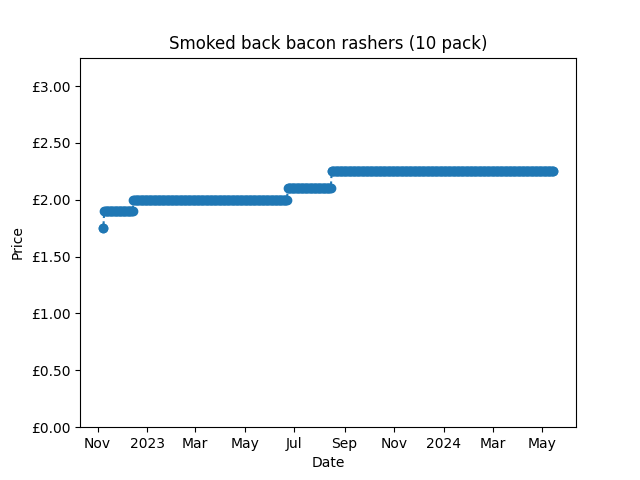 Smoked back bacon rashers (10 pack)
£3.00
£2.50
£2.00
£1.50
£1.00
£0.50
£0.00
Price
Nov 2023 Mar May Jul Sep Nov 2024 Mar May
Date